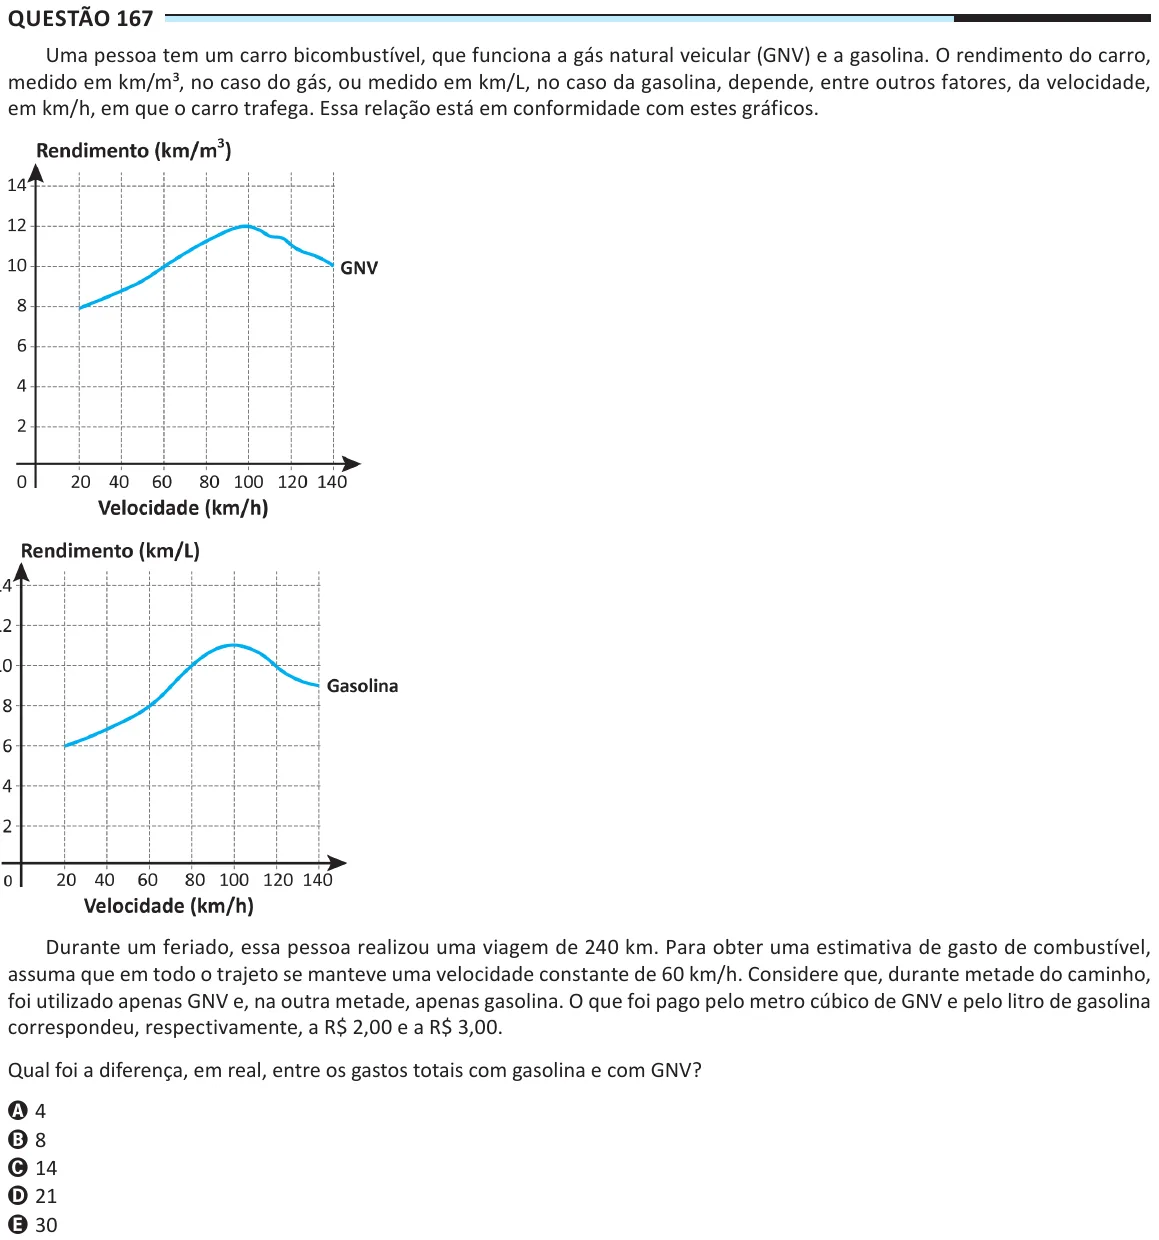 QUESTÃO 167
Uma pessoa tem um carro bicombustível, que funciona a gás natural veicular (GNV) e a gasolina. O rendimento do carro,
medido em km/m³, no caso do gás, ou medido em km/L, no caso da gasolina, depende, entre outros fatores, da velocidade,
em km/h, em que o carro trafega. Essa relação está em conformidade com estes gráficos.
Rendimento (km/m³)
14
12
10
GNV
8
6
4
2
0 20 40 60 80 100 120 140
Velocidade (km/h)
Rendimento (km/L)
4
2
0
Gasolina
8
6
4
2
0 20 40 60 80 100 120 140
Velocidade (km/h)
Durante um feriado, essa pessoa realizou uma viagem de 240 km. Para obter uma estimativa de gasto de combustível,
assuma que em todo o trajeto se manteve uma velocidade constante de 60 km/h. Considere que, durante metade do caminho,
foi utilizado apenas GNV e, na outra metade, apenas gasolina. O que foi pago pelo metro cúbico de GNV e pelo litro de gasolina
correspondeu, respectivamente, a R$ 2,00 e a R$ 3,00.
Qual foi a diferença, em real, entre os gastos totais com gasolina e com GNV?
A 4
B 8
C 14
D 21
E 30